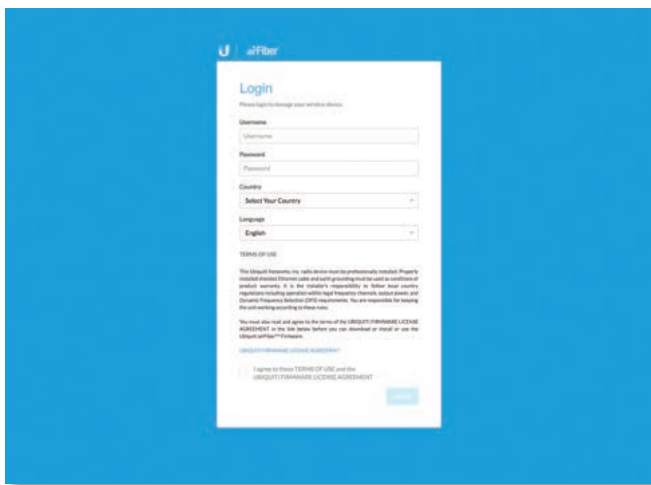 airFiber
Login
Please login to manage your wireless device.
Username
Username
Password
Password
Country
Select Your Country
Language
English
TERMS OF USE
This Ubiquiti Networks, Inc. radio device must be professionally installed. Properly
installed shielded Ethernet cable and earth grounding must be used as conditions of
product warranty. It is the installer's responsibility to follow local country
regulations including operation within legal frequency channels, output power, and
Dynamic Frequency Selection (DFS) requirements. You are responsible for keeping
the unit working according to these rules.
You must also read and agree to the terms of the UBIQUITI FIRMWARE LICENSE
AGREEMENT in the link below before you can download or install or use the
Ubiquiti airFiber™ Firmware.
UBIQUITI FIRMWARE LICENSE AGREEMENT
I agree to these TERMS OF USE and the
UBIQUITI FIRMWARE LICENSE AGREEMENT